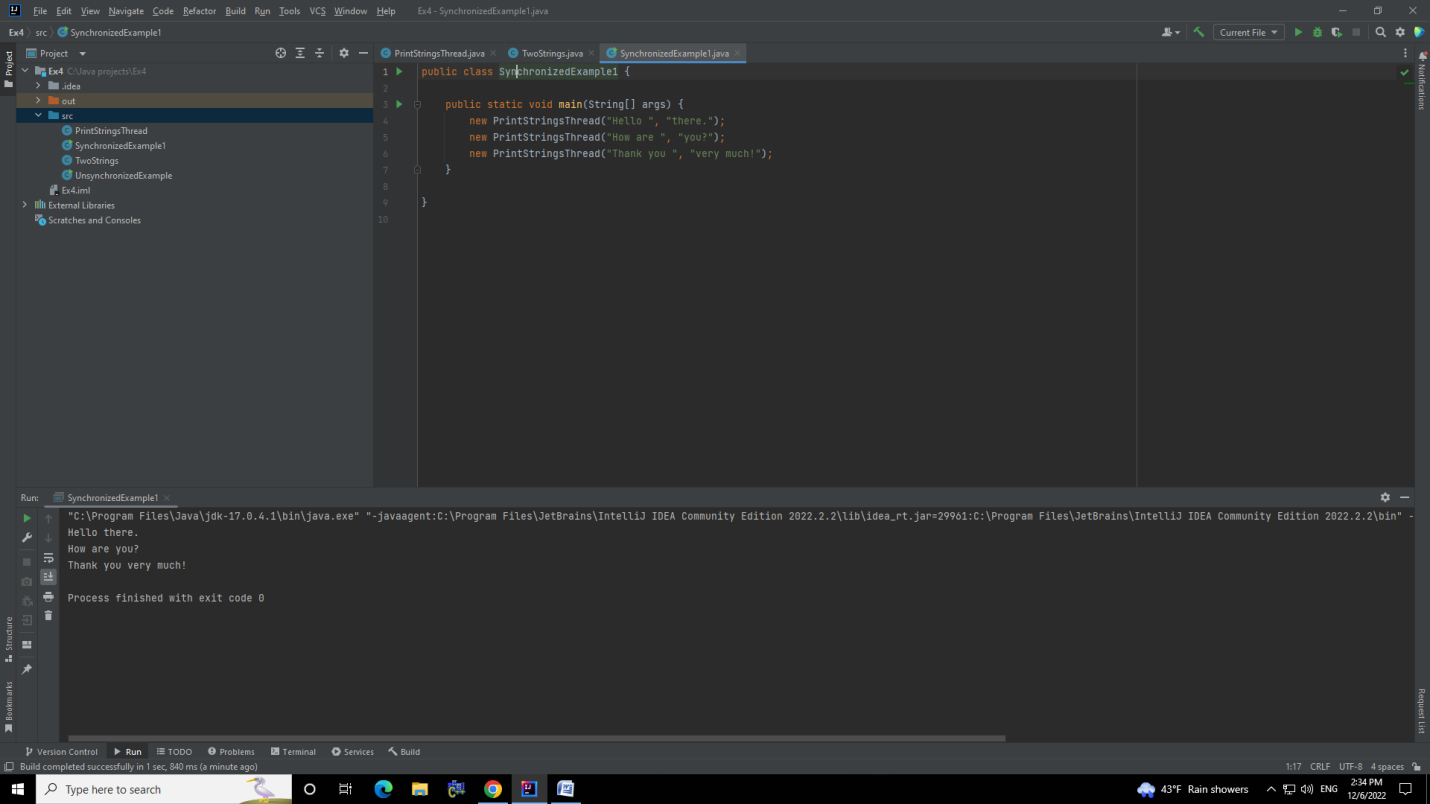 File Edit View Navigate Code Refactor Build Run Tools VCS Window Help Ex4 - SynchronizedExample1.java
Ex4 src SynchronizedExample1
Current File
Project
Project
PrintStringsThread.java
TwoStrings.java
SynchronizedExample1.java
Notifications
Ex4 C:\Java projects\Ex4
.idea
out
src
PrintStringsThread
SynchronizedExample1
TwoStrings
UnsynchronizedExample
Ex4.iml
External Libraries
Scratches and Consoles
1 public class SynchronizedExample1 {
2
3 public static void main(String[] args) {
4 new PrintStringsThread("Hello ", "there.");
5 new PrintStringsThread("How are ", "you?");
6 new PrintStringsThread("Thank you ", "very much!");
7 }
8
9 }
10
Run: SynchronizedExample1
"C:\Program Files\Java\jdk-17.0.4.1\bin\java.exe" "-javaagent:C:\Program Files\JetBrains\IntelliJ IDEA Community Edition 2022.2.2\lib\idea_rt.jar=29961:C:\Program Files\JetBrains\IntelliJ IDEA Community Edition 2022.2.2\bin" -
Hello there.
How are you?
Thank you very much!
Process finished with exit code 0
Structure
Bookmarks
Request List
Version Control Run TODO Problems Terminal Services Build
Build completed successfully in 1 sec, 840 ms (a minute ago)
1:17 CRLF UTF-8 4 spaces
Type here to search
43°F Rain showers
ENG
2:34 PM
12/6/2022